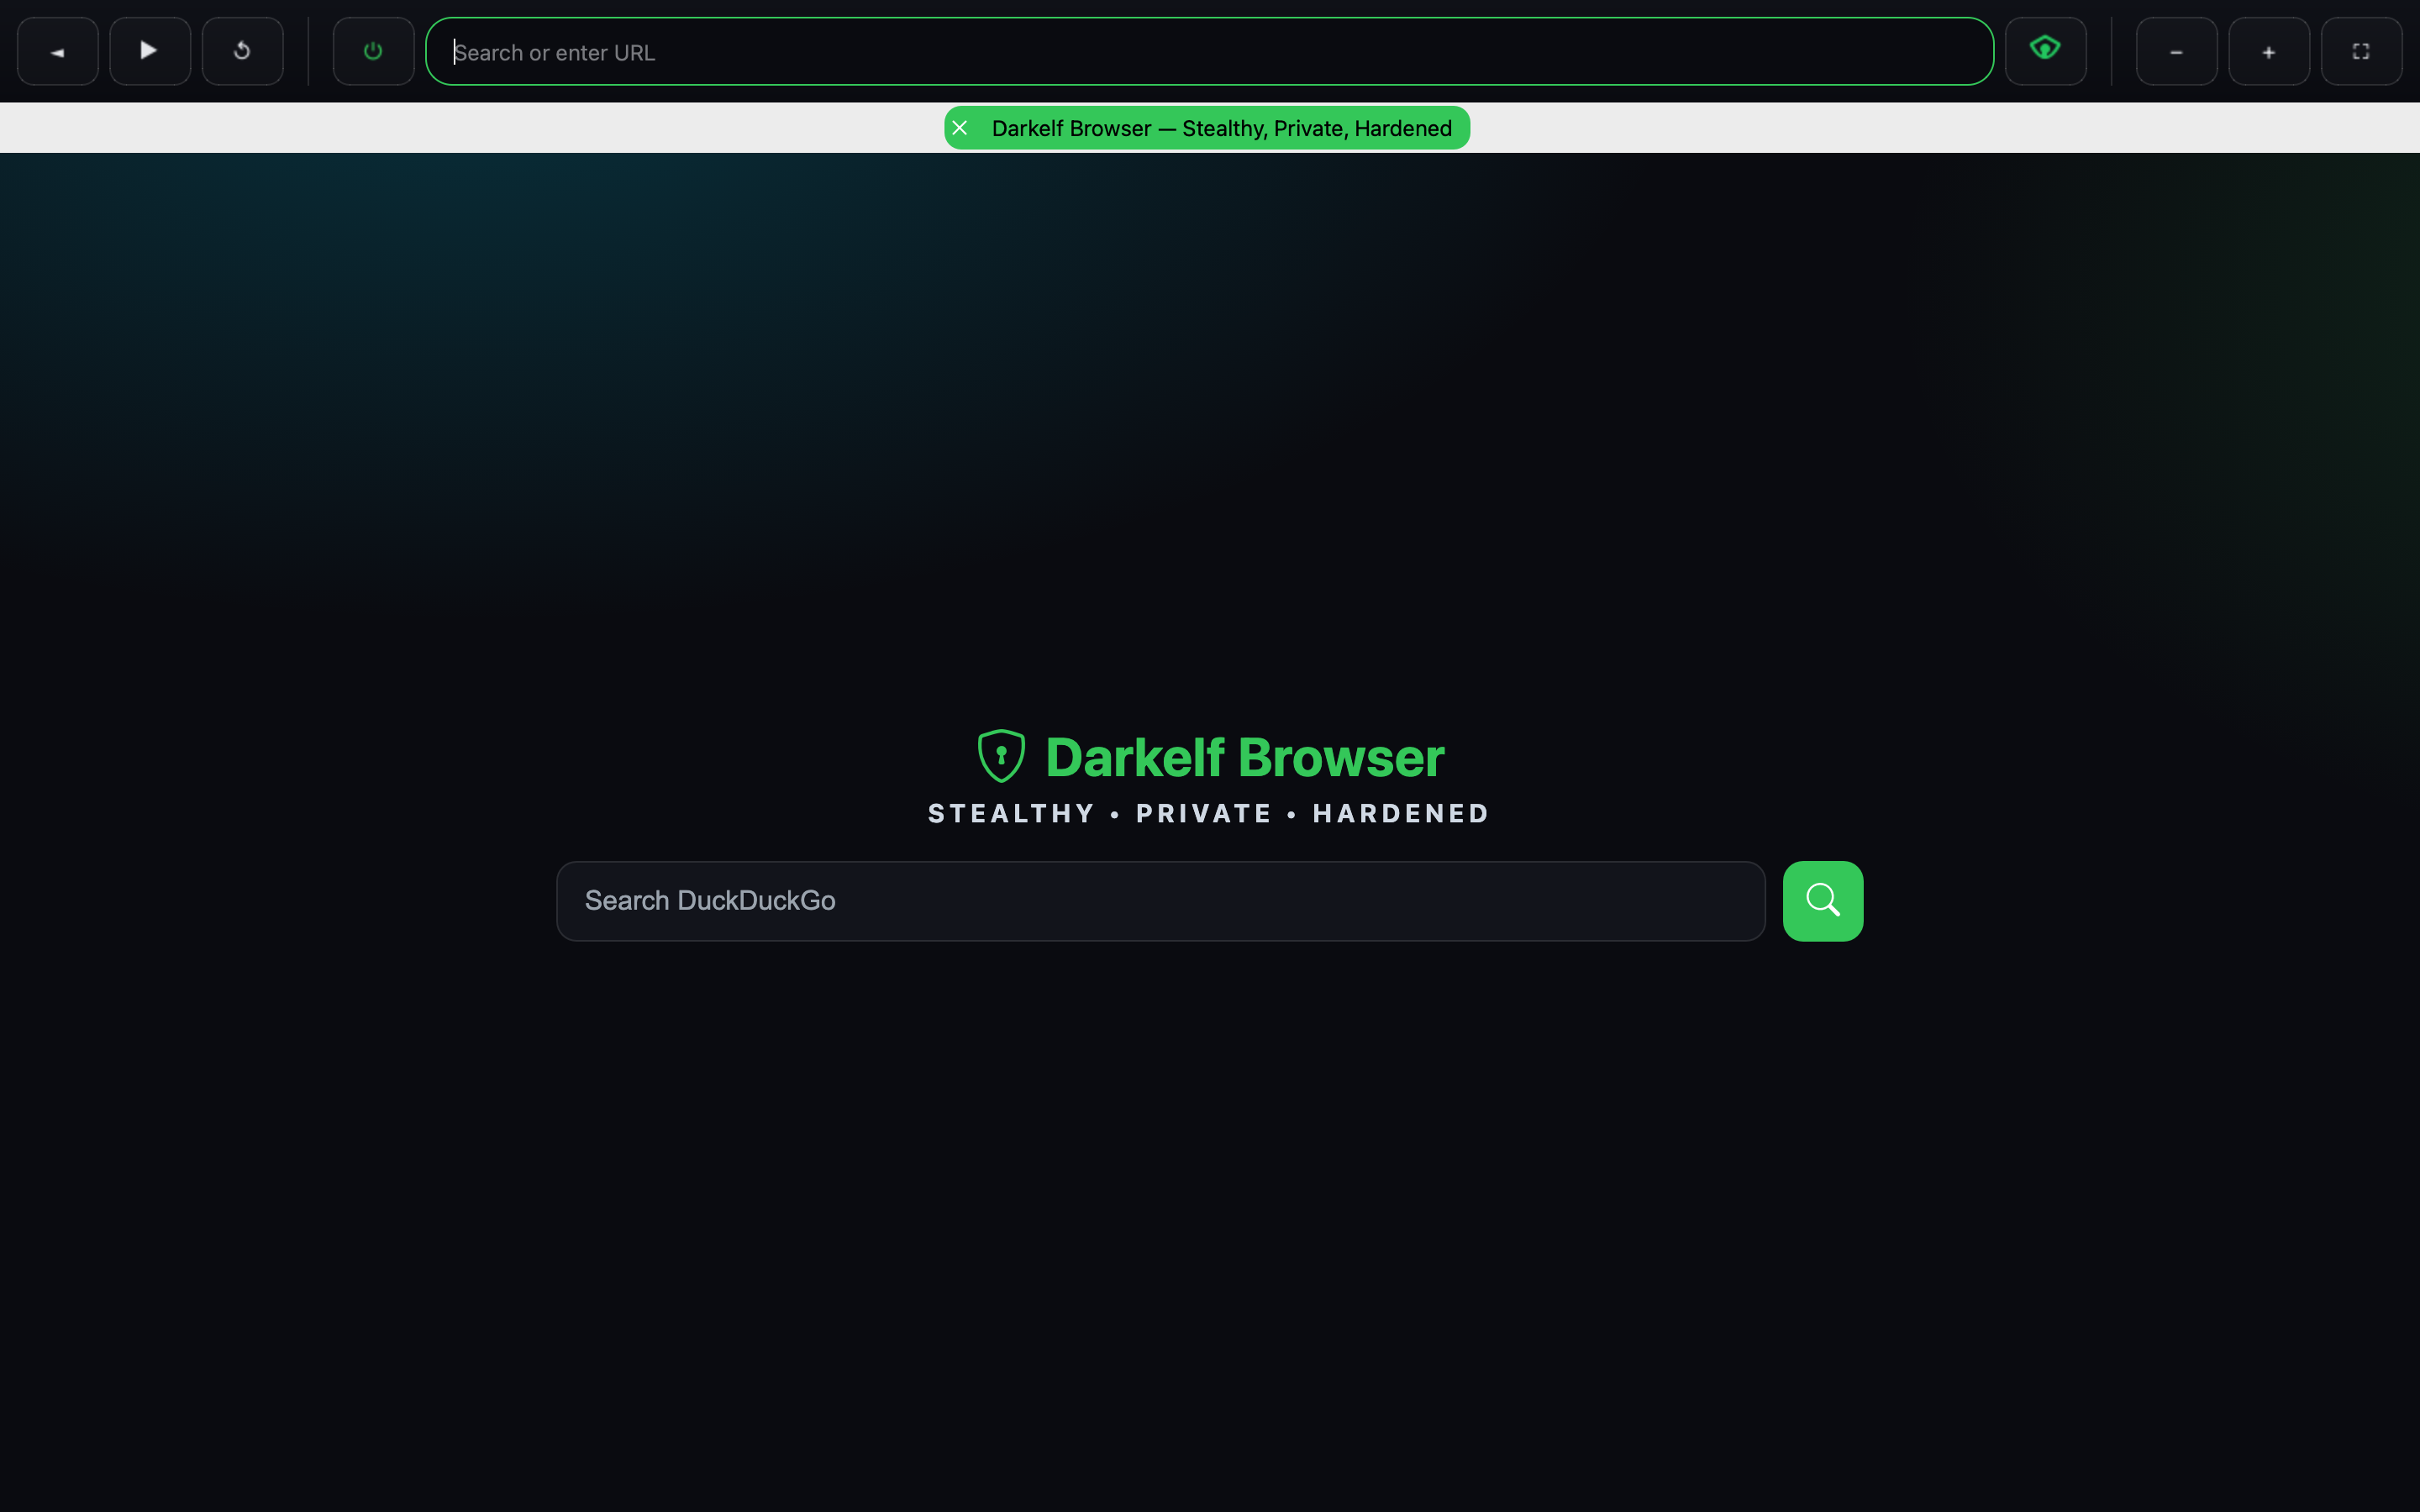 Search or enter URL
Darkelf Browser — Stealthy, Private, Hardened
Darkelf Browser
STEALTHY • PRIVATE • HARDENED
Search DuckDuckGo